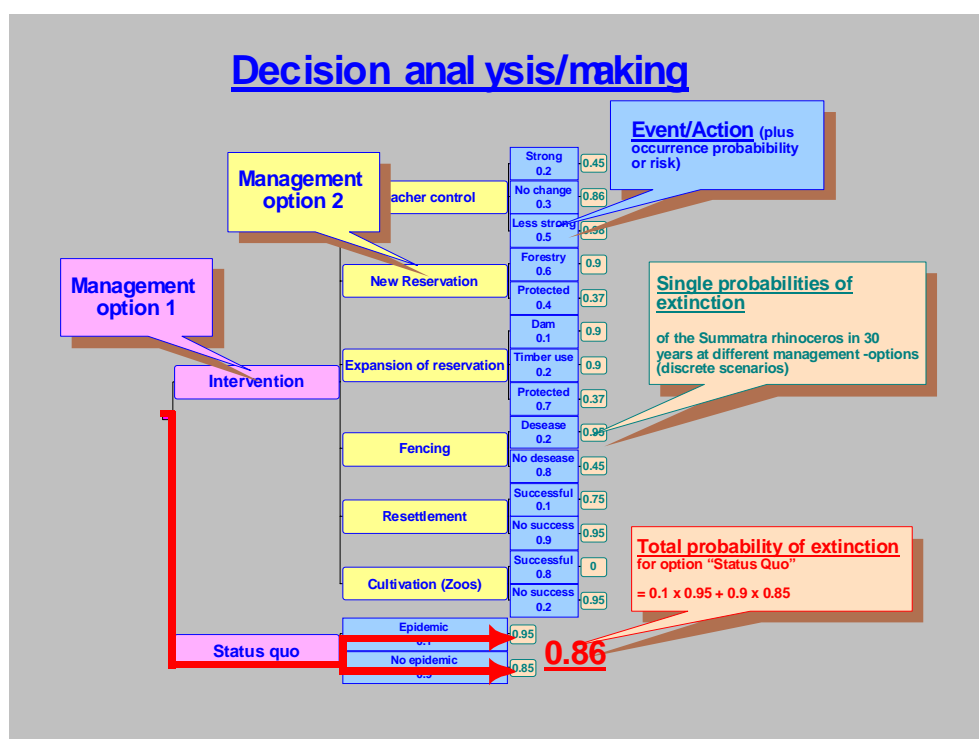 Decision anal ysis/making
Event/Action (plus
occurrence probabibility
or risk)
Management
option 2
Management
option 1
acher control
Strong
0.2
0.45
No change
0.3
0.86
Less strong
0.5
New Reservation
Forestry
0.6
0.9
Protected
0.4
0.37
Intervention
Expansion of reservation
Dam
0.1
0.9
Timber use
0.2
0.9
Protected
0.7
0.37
Fencing
Desease
0.2
0.95
No desease
0.8
0.45
Resettlement
Successful
0.1
0.75
No success
0.9
0.95
Cultivation (Zoos)
Successful
0.8
0
No success
0.2
0.95
Status quo
Epidemic
0.95
No epidemic
0.85
0.86
Single probabilities of
extinction
of the Summatra rhinoceros in 30
years at different management -options
(discrete scenarios)
Total probability of extinction
for option “Status Quo”
= 0.1 x 0.95 + 0.9 x 0.85